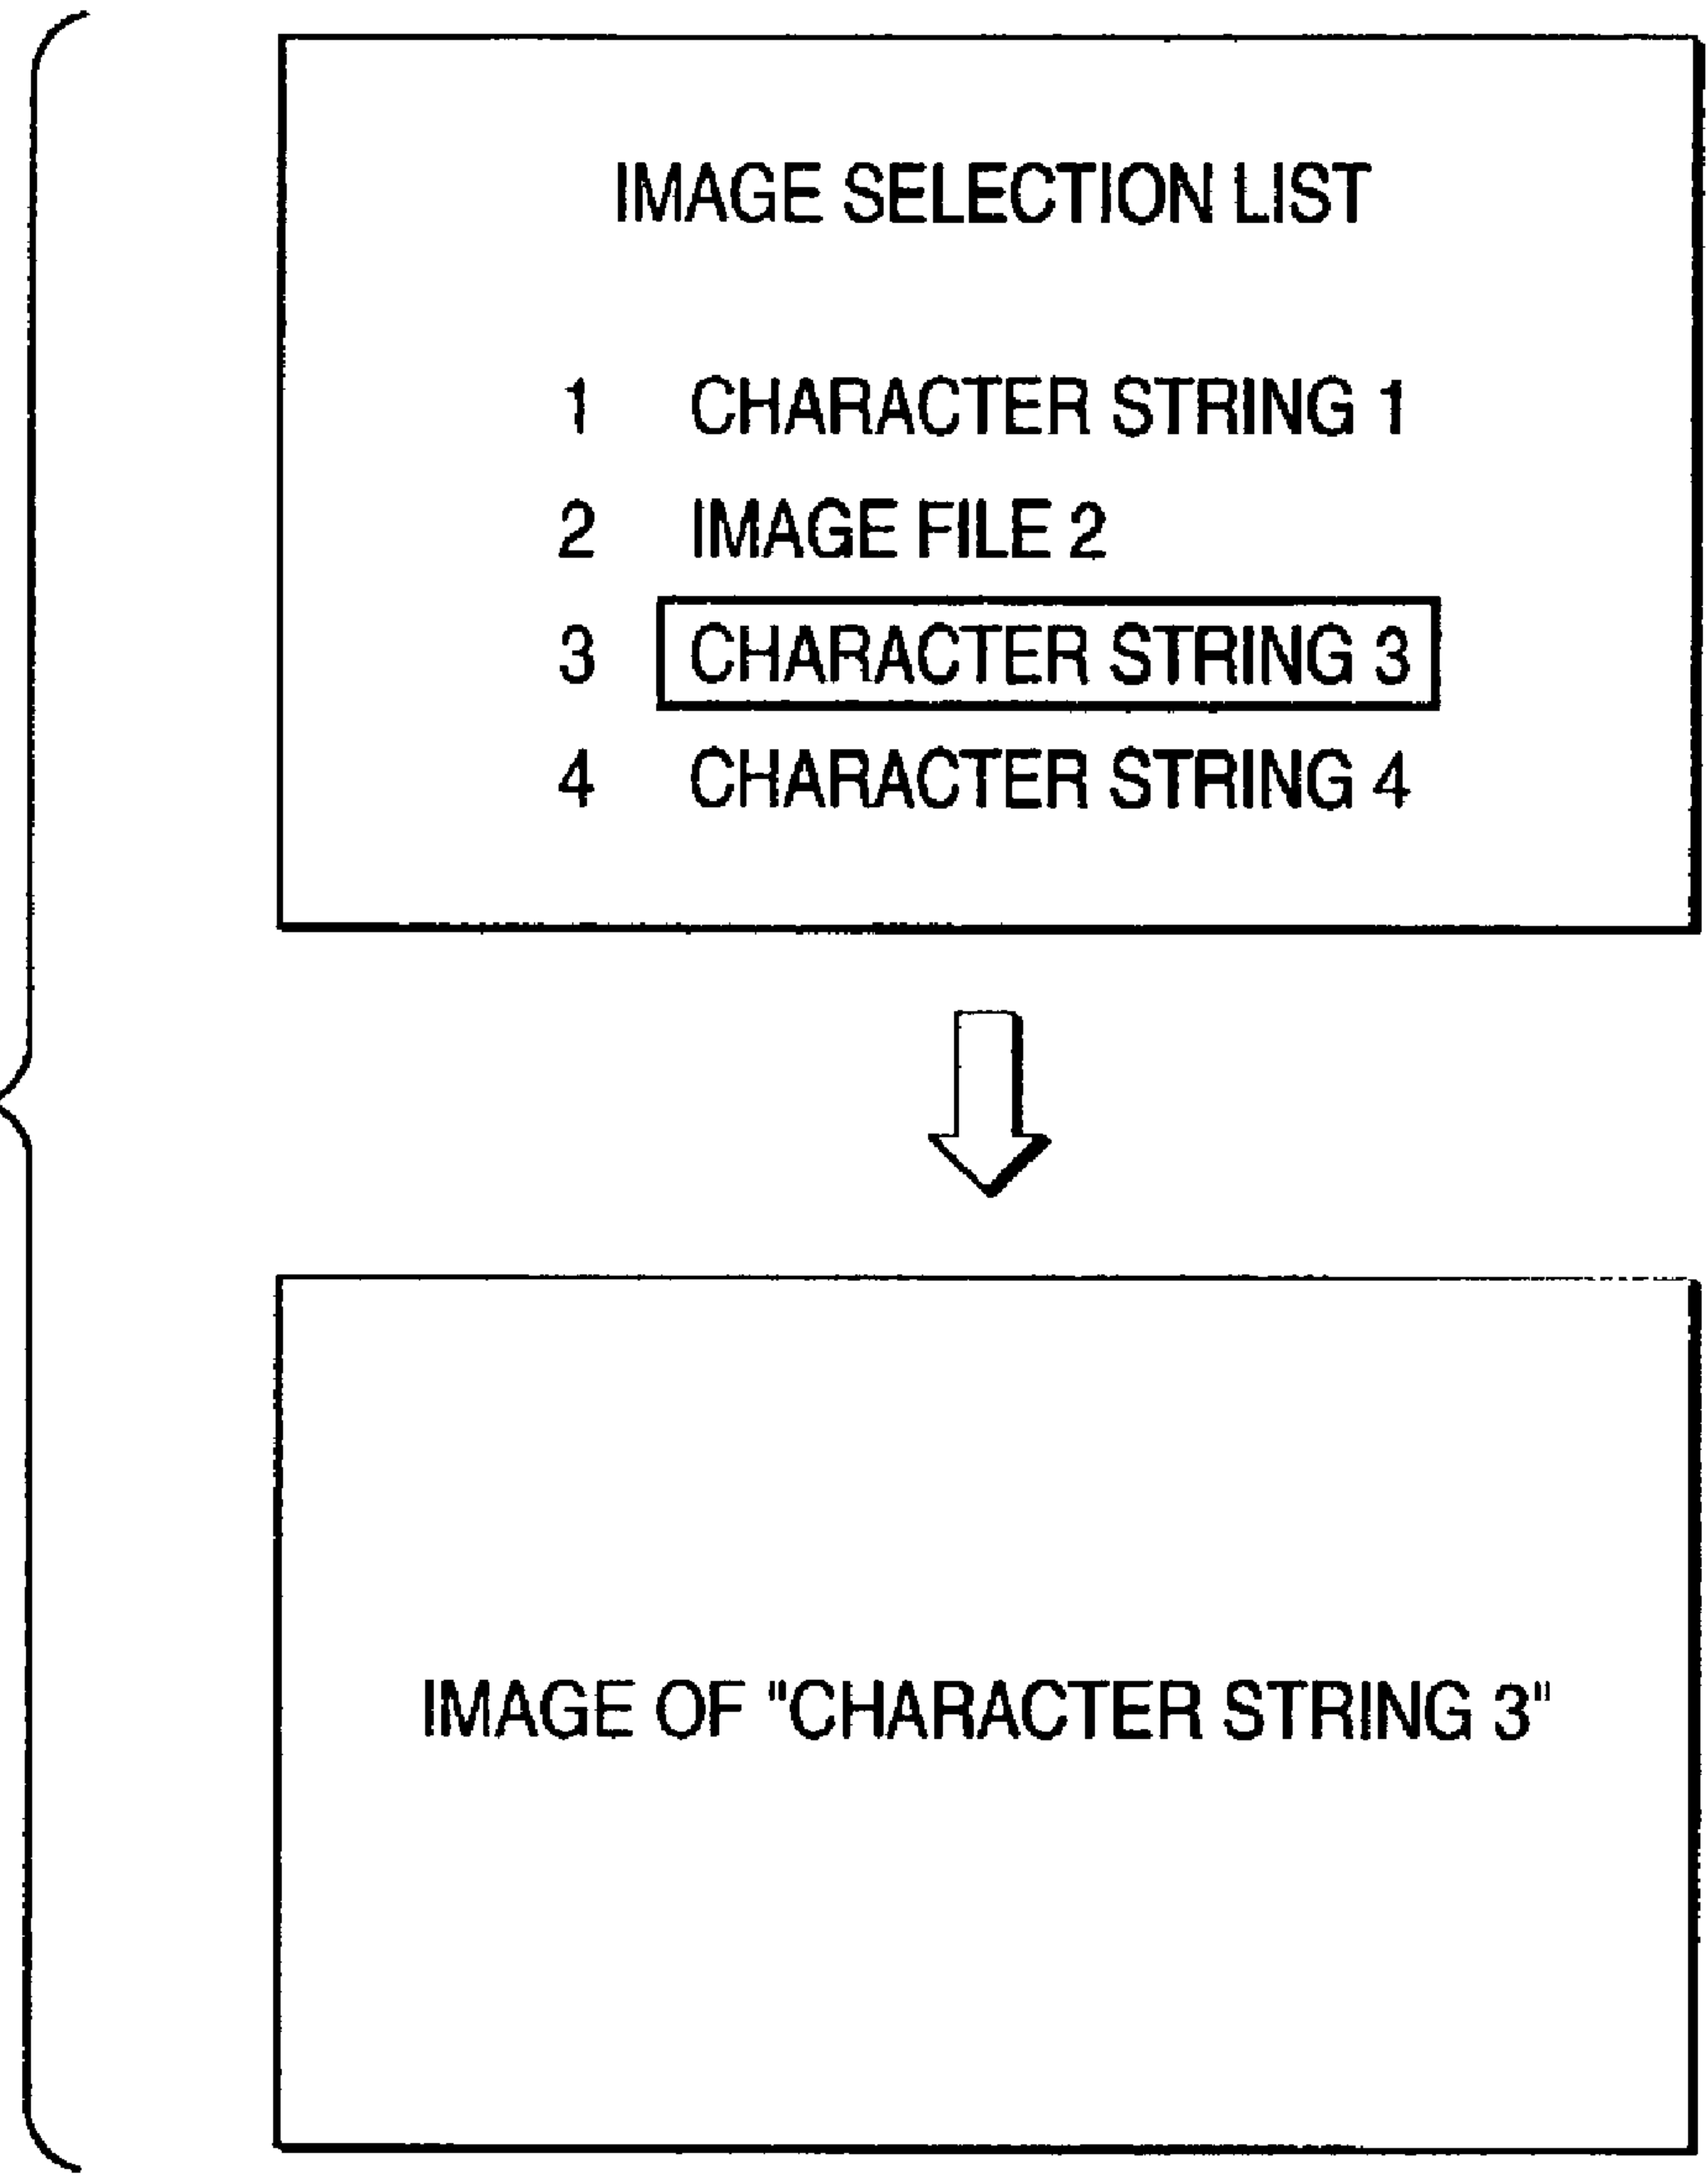 IMAGE SELECTION LIST
1 CHARACTER STRING 1
2 IMAGE FILE 2
3 CHARACTER STRING 3
4 CHARACTER STRING 4
IMAGE OF "CHARACTER STRING 3"